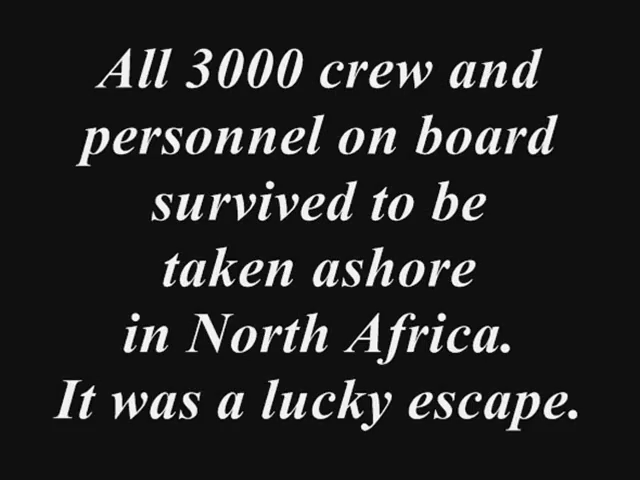 All 3000 crew and
personnel on board
survived to be
taken ashore
in North Africa.
It was a lucky escape.